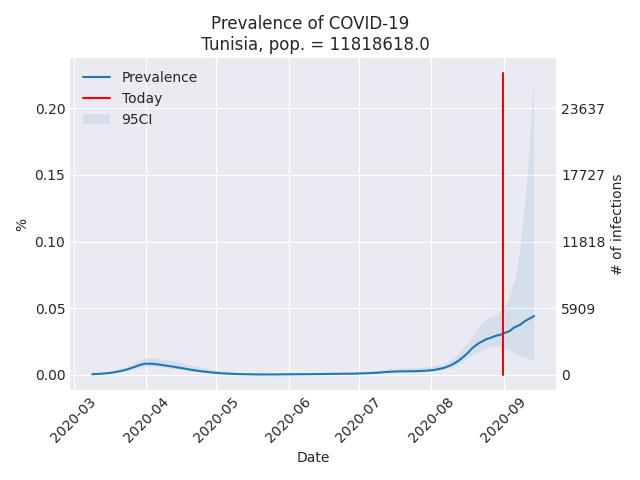 Prevalence of COVID-19
Tunisia, pop. = 11818618.0
Prevalence
Today
95CI
0.20
0.15
0.10
0.05
0.00
%
23637
17727
11818
5909
0
# of infections
2020-03
2020-04
2020-05
2020-06
2020-07
2020-08
2020-09
Date